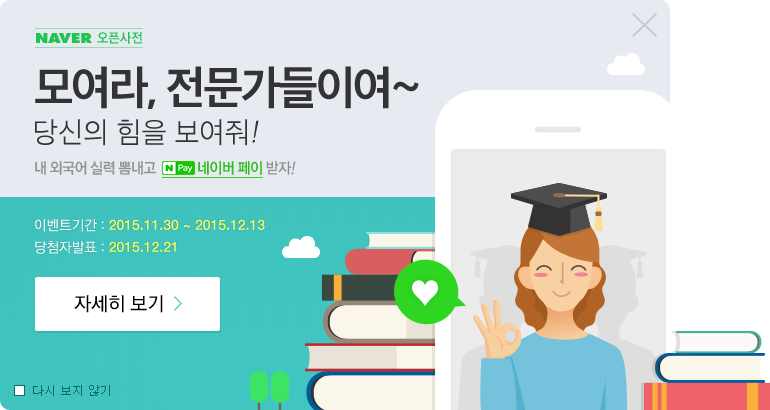 NAVER 오픈사전
모여라, 전문가들이여~
당신의 힘을 보여줘!
내 외국어 실력 뽐내고 N Pay 네이버 페이 받자!
이벤트기간 : 2015.11.30 ~ 2015.12.13
당첨자발표 : 2015.12.21
자세히 보기 >
다시 보지 않기